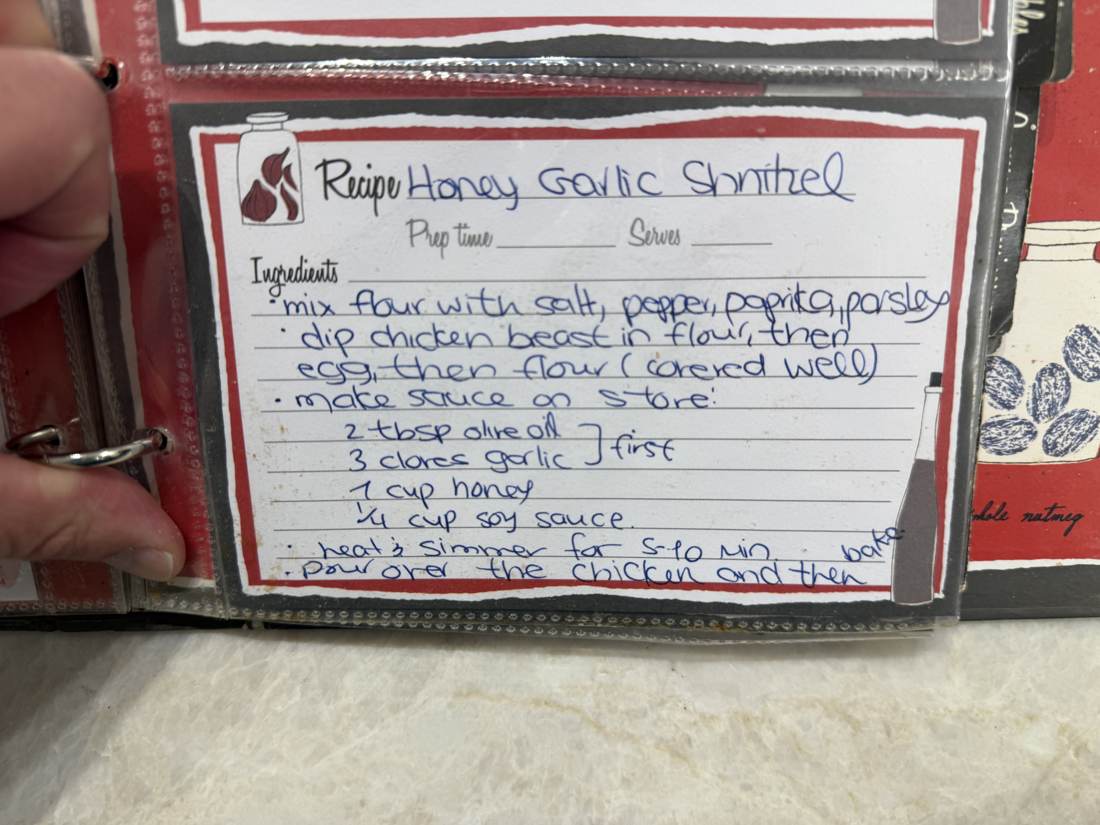 Recipe Honey Garlic Shnitzel
Prep time Serves
Ingredients
• mix flour with salt, pepper, paprika, parsley
• dip chicken breast in flour, then
egg, then flour (covered well)
• make sauce on stove:
2 tbsp olive oil ] first
3 cloves garlic
1 cup honey
1/4 cup soy sauce.
• heat & simmer for 5-10 min
• pour over the chicken and then bake
whole nutmeg